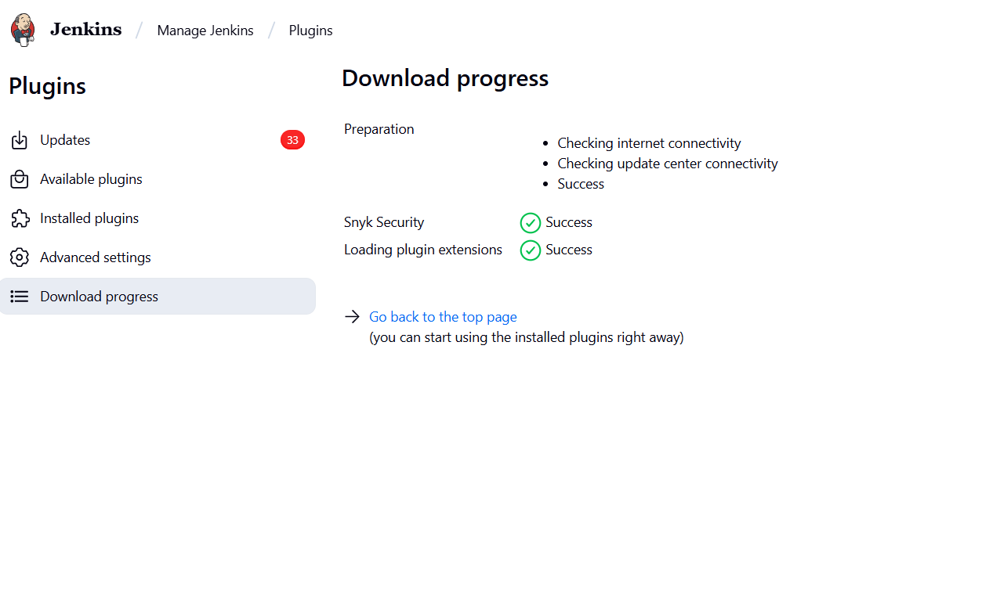 Jenkins / Manage Jenkins / Plugins
Plugins
Updates 33
Available plugins
Installed plugins
Advanced settings
Download progress
Download progress
Preparation
Checking internet connectivity
Checking update center connectivity
Success
Snyk Security Success
Loading plugin extensions Success
Go back to the top page
(you can start using the installed plugins right away)